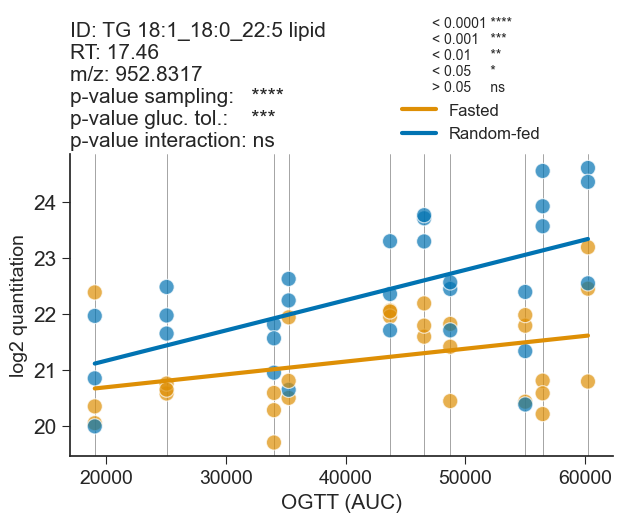 ID: TG 18:1_18:0_22:5 lipid
RT: 17.46
m/z: 952.8317
p-value sampling: ****
p-value gluc. tol.: ***
p-value interaction: ns
< 0.0001 ****
< 0.001 ***
< 0.01 **
< 0.05 *
> 0.05 ns
Fasted
Random-fed
log2 quantitation
24
23
22
21
20
20000 30000 40000 50000 60000
OGTT (AUC)